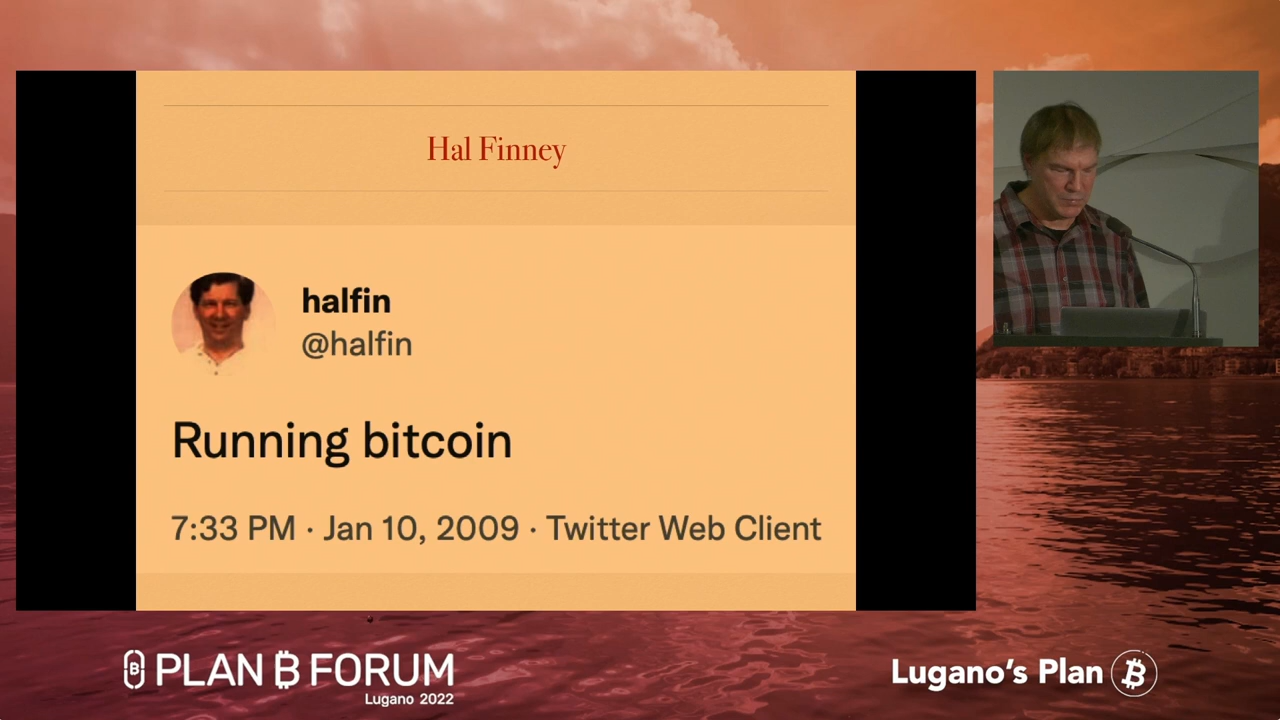 Hal Finney
halfin
@halfin
Running bitcoin
7:33 PM · Jan 10, 2009 · Twitter Web Client
PLAN ₿ FORUM
Lugano 2022
Lugano's Plan ₿